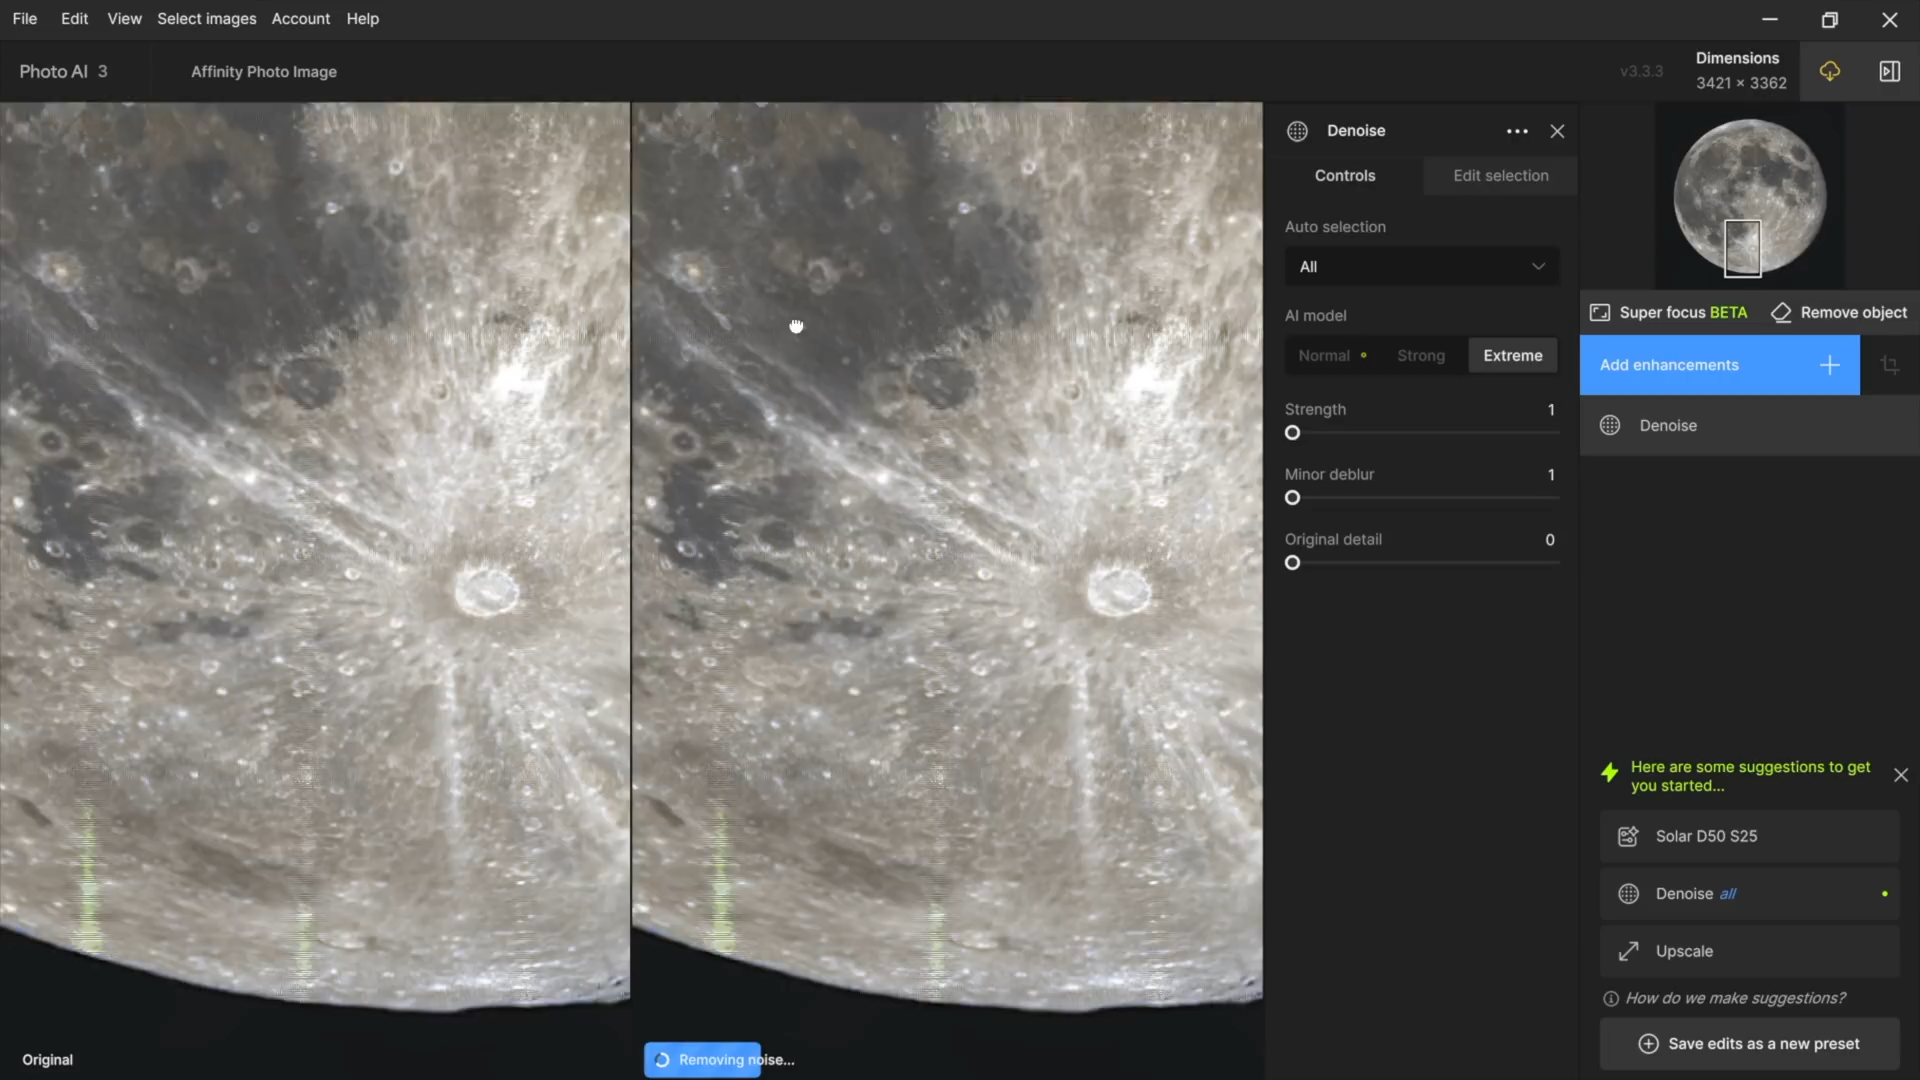 File Edit View Select images Account Help
Photo AI 3
Affinity Photo Image
v3.3.3
Dimensions
3421 × 3362
Denoise
Controls
Edit selection
Auto selection
All
AI model
Normal Strong Extreme
Strength 1
Minor deblur 1
Original detail 0
Super focus BETA
Remove object
Add enhancements
Denoise
Here are some suggestions to get
you started...
Solar D50 S25
Denoise all
Upscale
How do we make suggestions?
Save edits as a new preset
Original
Removing noise...